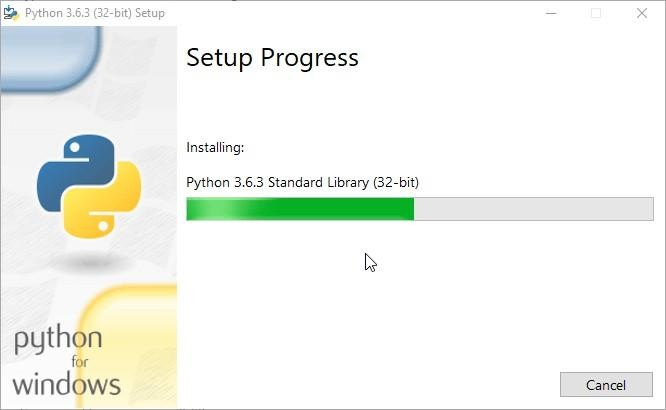 Python 3.6.3 (32-bit) Setup
Setup Progress
Installing:
Python 3.6.3 Standard Library (32-bit)
python
for
windows
Cancel